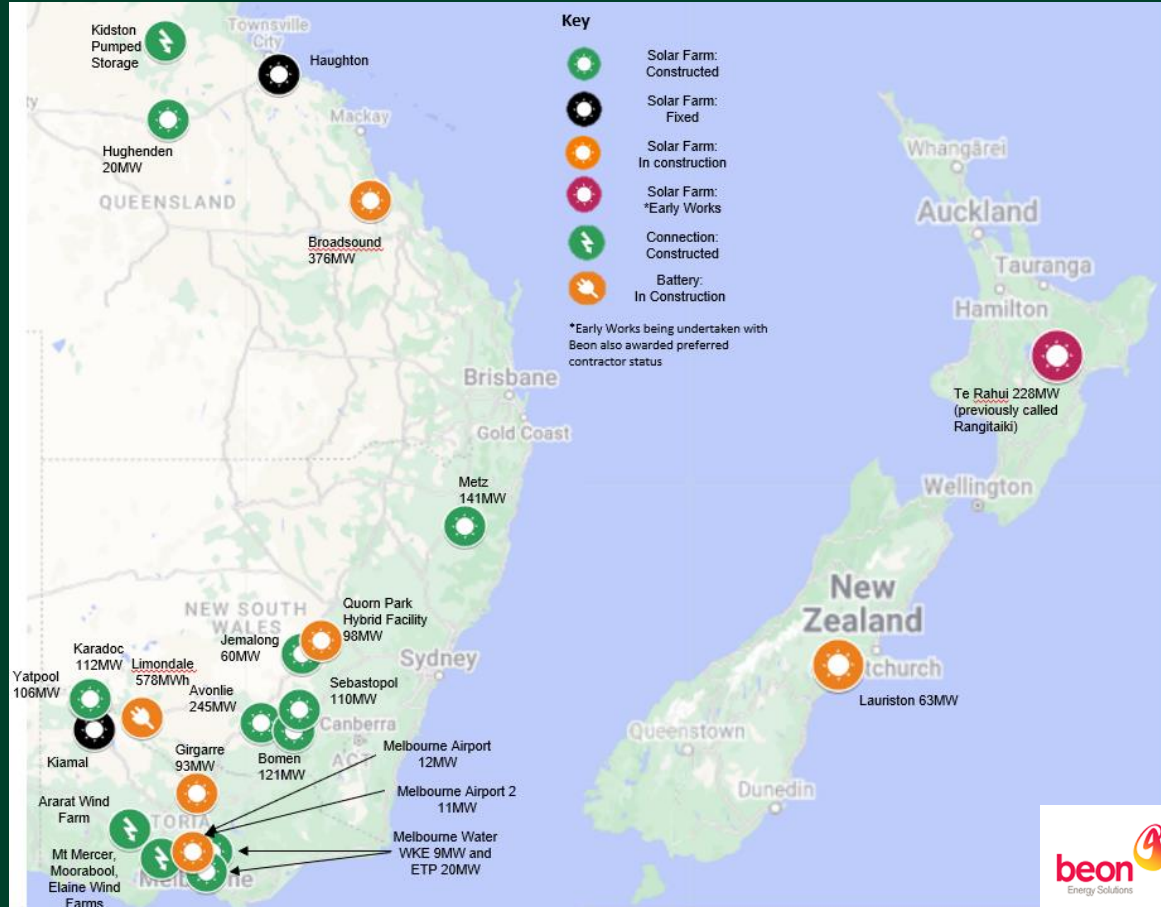 Key
Solar Farm:
Constructed
Solar Farm:
Fixed
Solar Farm:
In construction
Solar Farm:
*Early Works
Connection:
Constructed
Battery:
In Construction
*Early Works being undertaken with
Beon also awarded preferred
contractor status
Kidston
Pumped
Storage
Townsville
City
Haughton
Mackay
Hughenden
20MW
QUEENSLAND
Broadsound
376MW
Brisbane
Gold Coast
Metz
141MW
NEW SOUTH
WALES
Quorn Park
Hybrid Facility
98MW
Jemalong
60MW
Sydney
Karadoc
112MW
Limondale
578MWh
Yatpool
106MW
Avonlie
245MW
Sebastopol
110MW
Canberra
ACT
Kiamal
Girgarre
93MW
Bomen
121MW
Melbourne Airport
12MW
Melbourne Airport 2
11MW
Ararat Wind
Farm
TORIA
Melbourne Water
WKE 9MW and
ETP 20MW
Mt Mercer,
Moorabool,
Elaine Wind
Farms
Whangārei
Auckland
Tauranga
Hamilton
Te Rahui 228MW
(previously called
Rangitaiki)
Wellington
New
Zealand
tchurch
Lauriston 63MW
Queenstown
Dunedin
beon
Energy Solutions